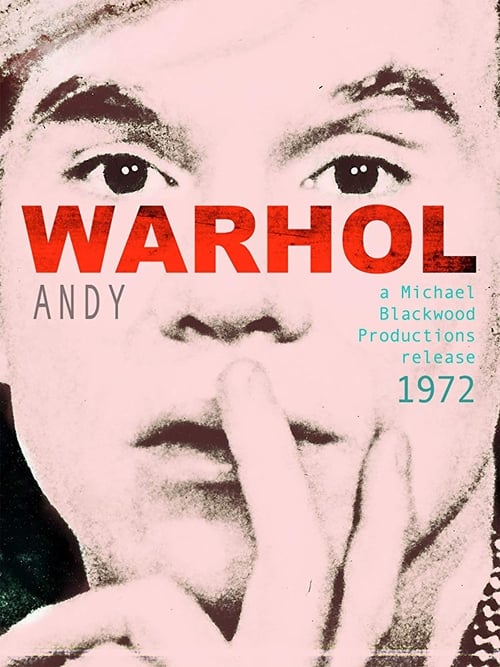 WARHOL
ANDY
a Michael
Blackwood
Productions
release
1972